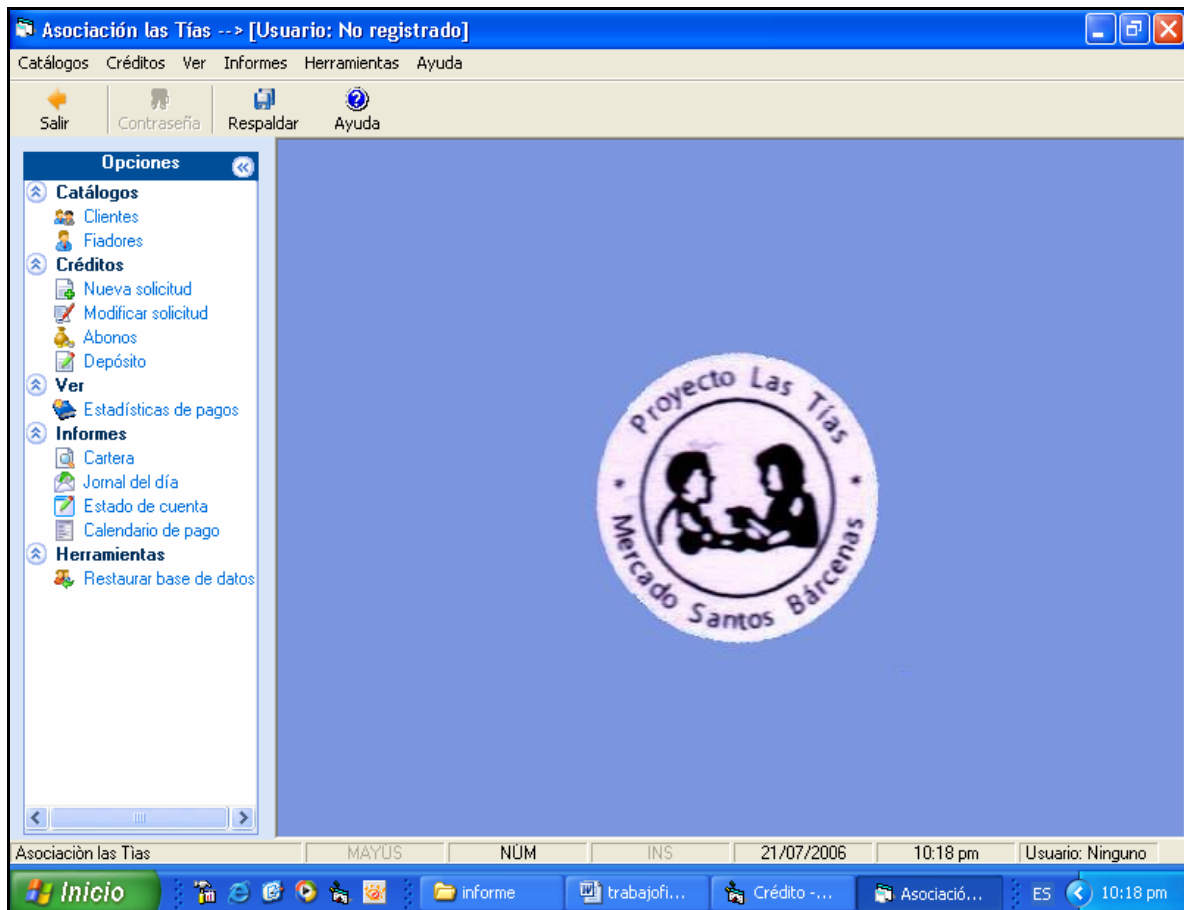 Asociación las Tías --> [Usuario: No registrado]
Catálogos Créditos Ver Informes Herramientas Ayuda
Salir Contraseña Respaldar Ayuda
Opciones
Catálogos
Clientes
Fiadores
Créditos
Nueva solicitud
Modificar solicitud
Abonos
Depósito
Ver
Estadísticas de pagos
Informes
Cartera
Jornal del día
Estado de cuenta
Calendario de pago
Herramientas
Restaurar base de datos
Proyecto Las Tías
* Mercado Santos Bárcenas *
Asociaciòn las Tìas MAYÚS NÚM INS 21/07/2006 10:18 pm Usuario: Ninguno
Inicio informe trabajofi... Crédito -... Asociació... ES 10:18 pm